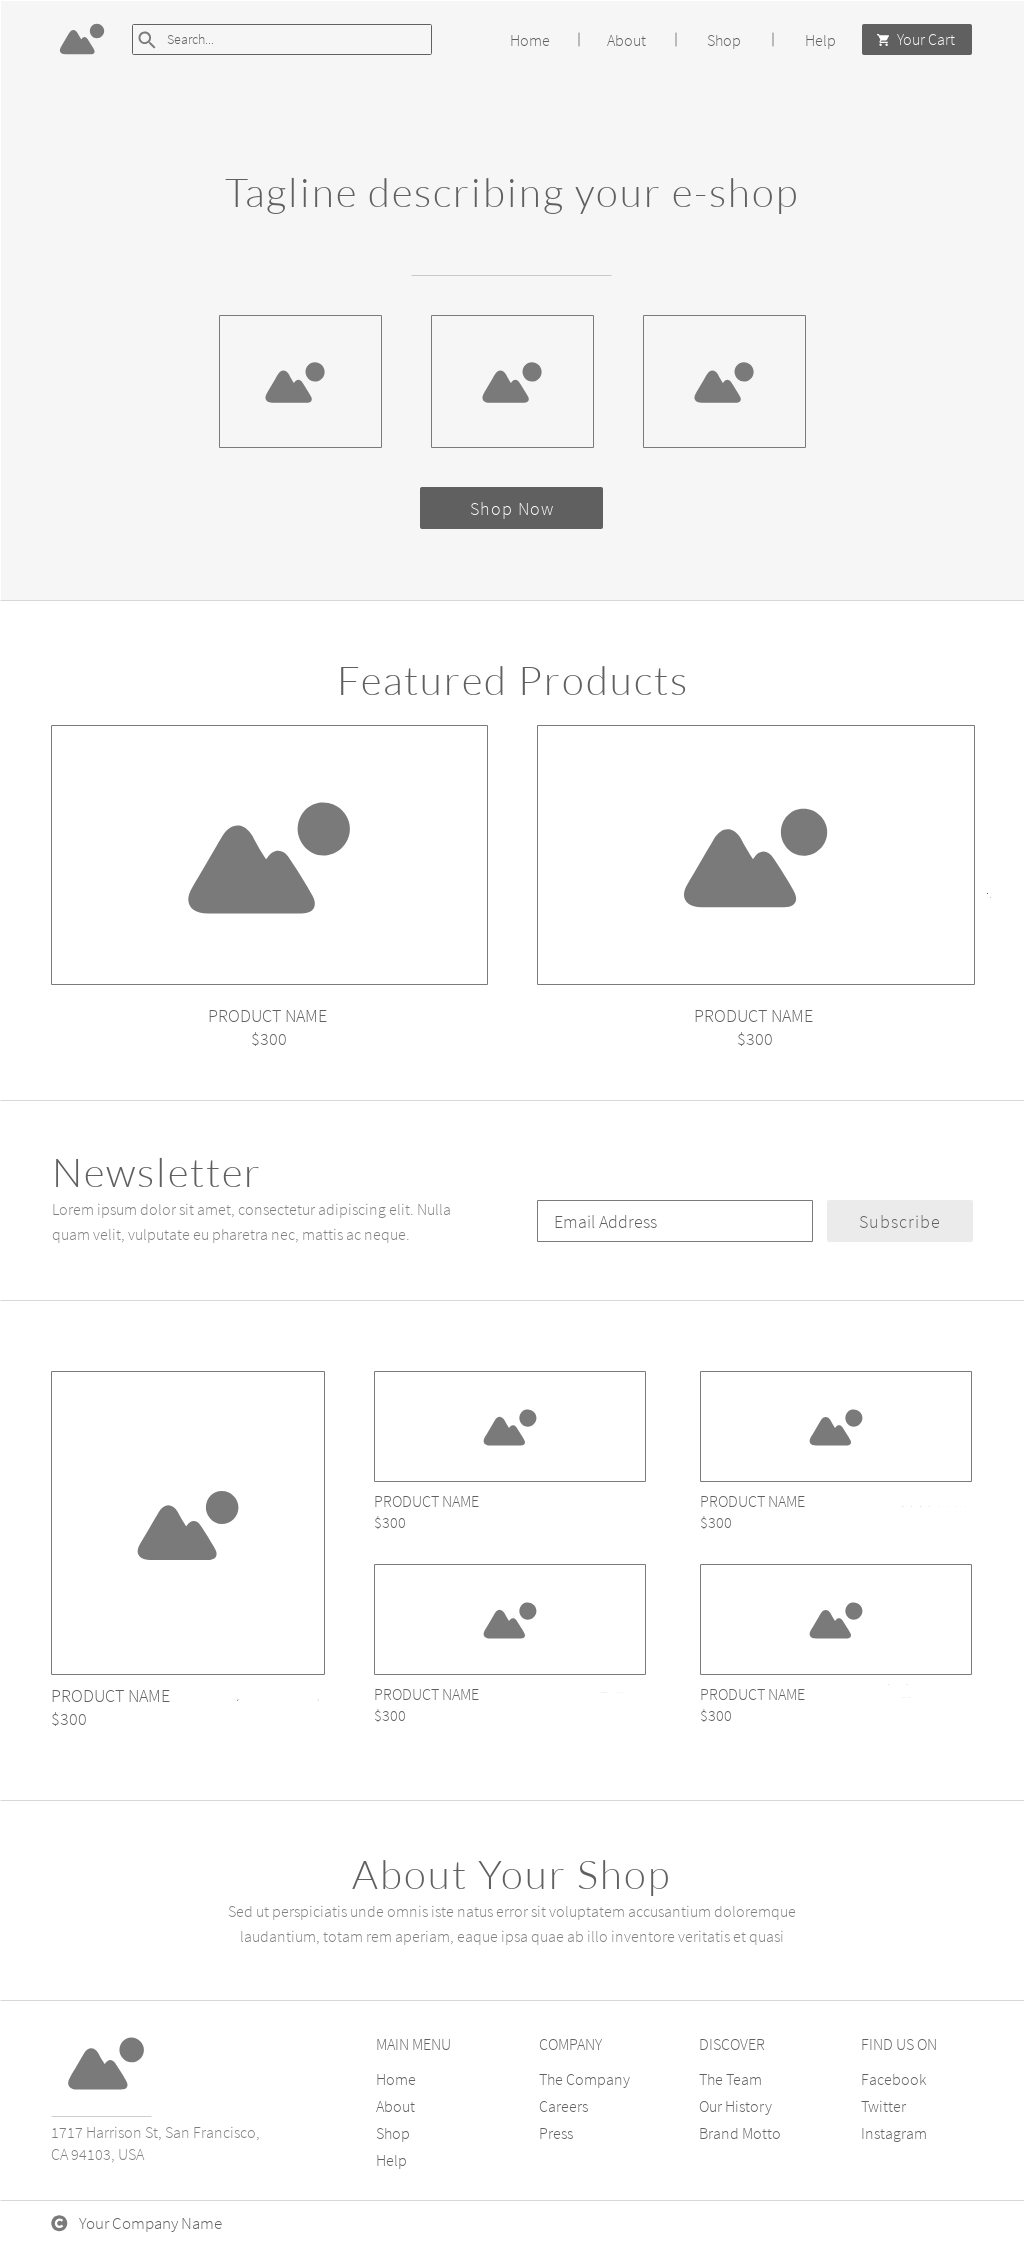 Search...
Home | About | Shop | Help
Your Cart
Tagline describing your e-shop
Shop Now
Featured Products
PRODUCT NAME
$300
PRODUCT NAME
$300
Newsletter
Lorem ipsum dolor sit amet, consectetur adipiscing elit. Nulla
quam velit, vulputate eu pharetra nec, mattis ac neque.
Email Address
Subscribe
PRODUCT NAME
$300
PRODUCT NAME
$300
PRODUCT NAME
$300
PRODUCT NAME
$300
PRODUCT NAME
$300
About Your Shop
Sed ut perspiciatis unde omnis iste natus error sit voluptatem accusantium doloremque
laudantium, totam rem aperiam, eaque ipsa quae ab illo inventore veritatis et quasi
1717 Harrison St, San Francisco,
CA 94103, USA
MAIN MENU
Home
About
Shop
Help
COMPANY
The Company
Careers
Press
DISCOVER
The Team
Our History
Brand Motto
FIND US ON
Facebook
Twitter
Instagram
© Your Company Name